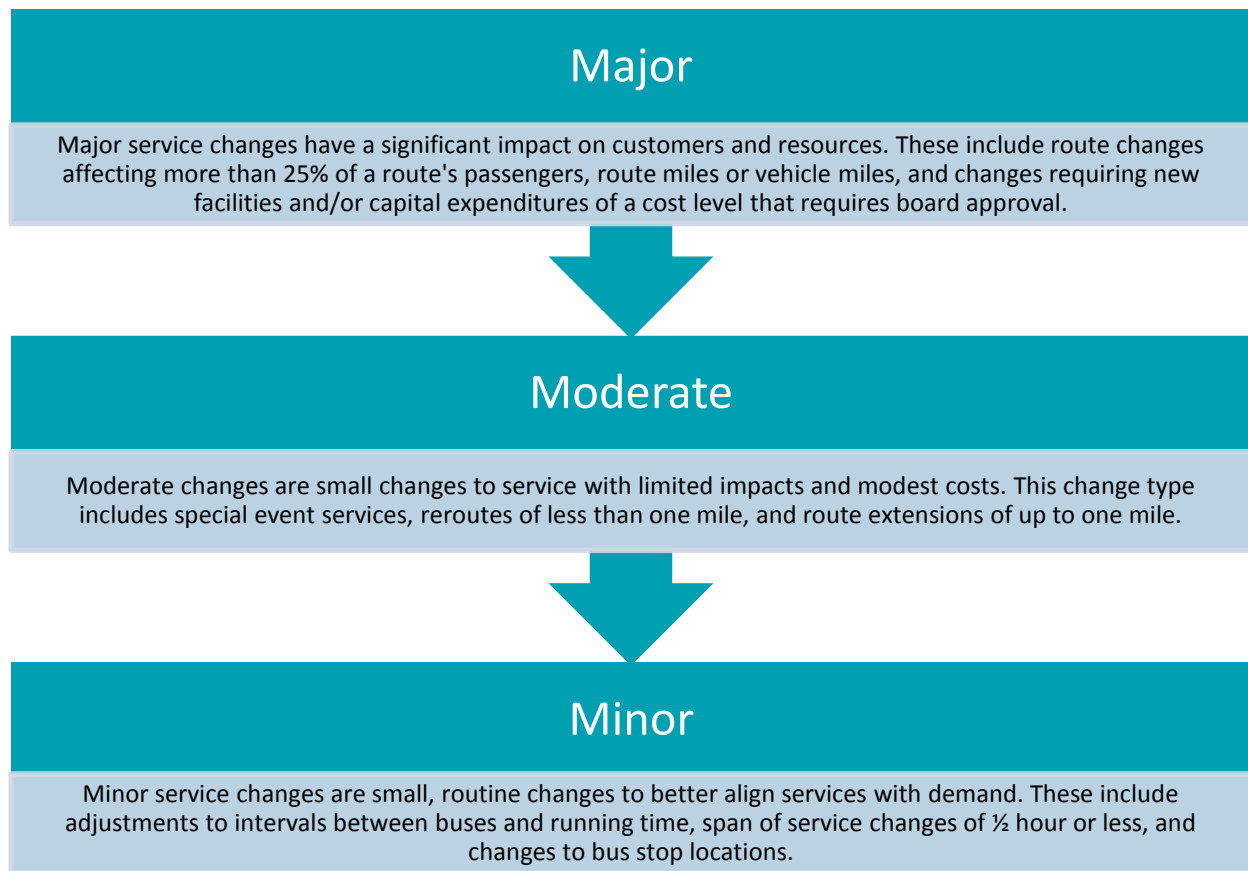 Major
Major service changes have a significant impact on customers and resources. These include route changes
affecting more than 25% of a route's passengers, route miles or vehicle miles, and changes requiring new
facilities and/or capital expenditures of a cost level that requires board approval.
Moderate
Moderate changes are small changes to service with limited impacts and modest costs. This change type
includes special event services, reroutes of less than one mile, and route extensions of up to one mile.
Minor
Minor service changes are small, routine changes to better align services with demand. These include
adjustments to intervals between buses and running time, span of service changes of ½ hour or less, and
changes to bus stop locations.